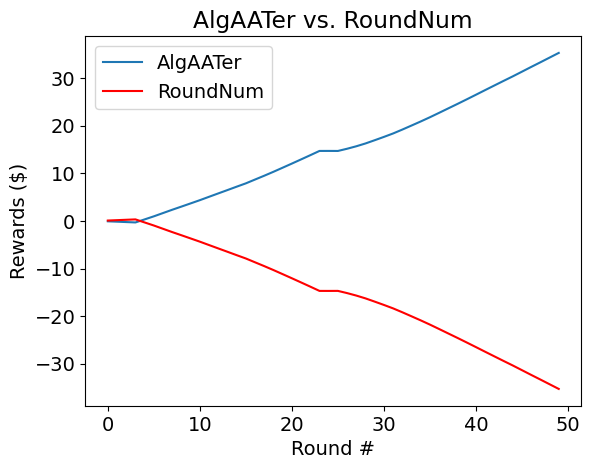 AlgAATer vs. RoundNum
AlgAATer
RoundNum
Rewards ($)
30
20
10
0
−10
−20
−30
0 10 20 30 40 50
Round #